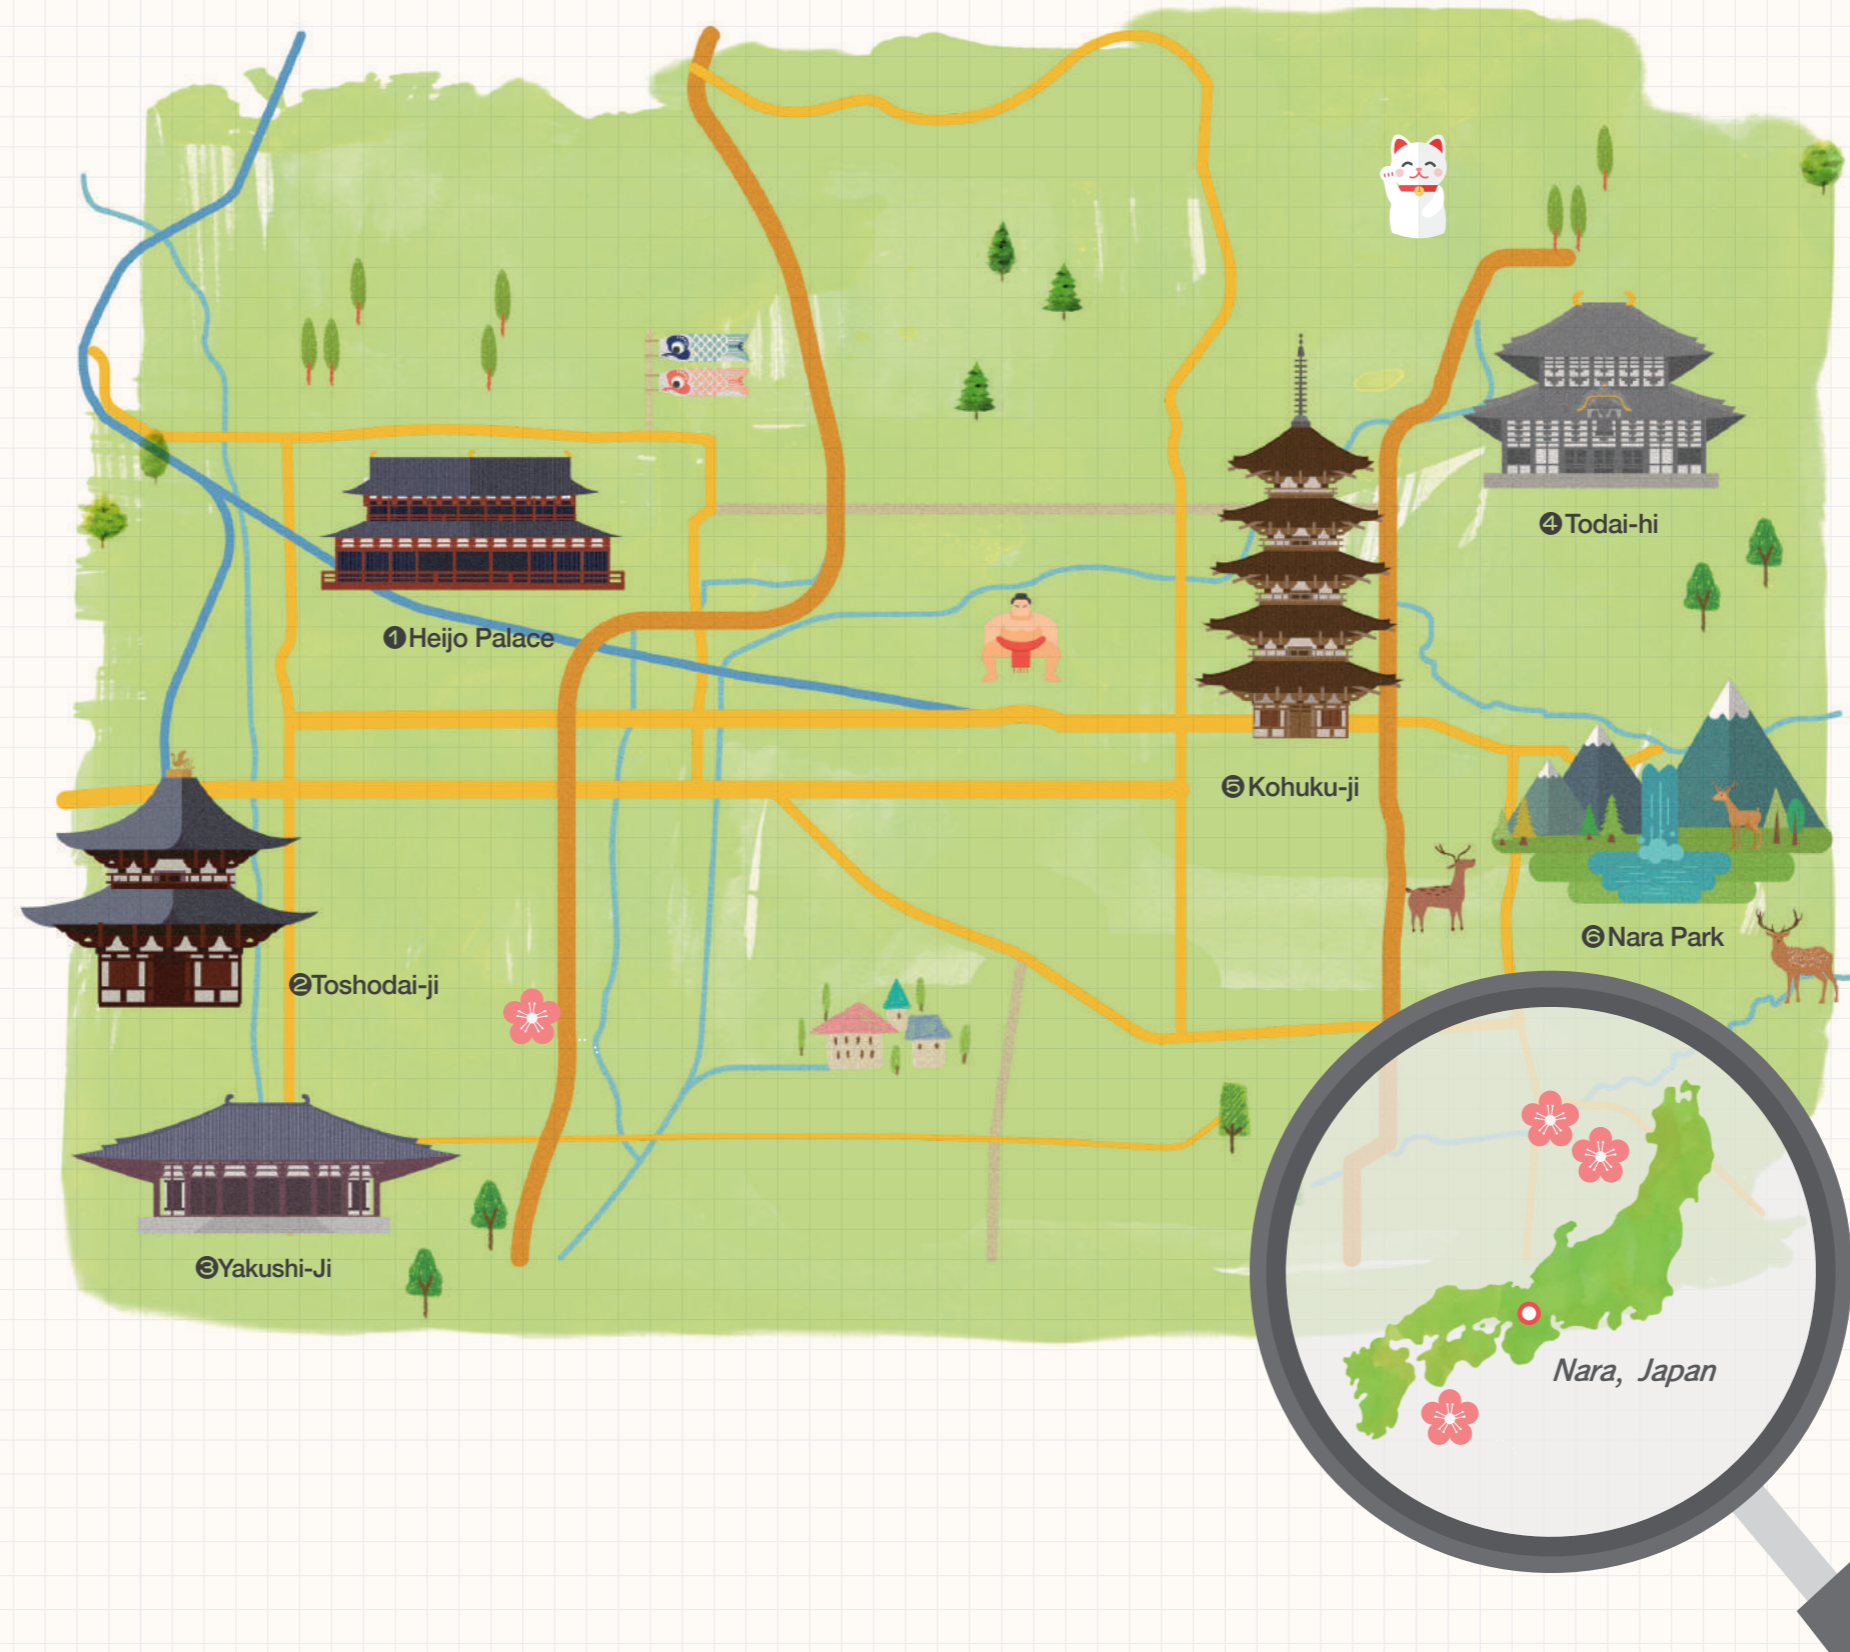 ❶Heijo Palace
❷Toshodai-ji
❸Yakushi-Ji
❹Todai-hi
❺Kohuku-ji
❻Nara Park
Nara, Japan